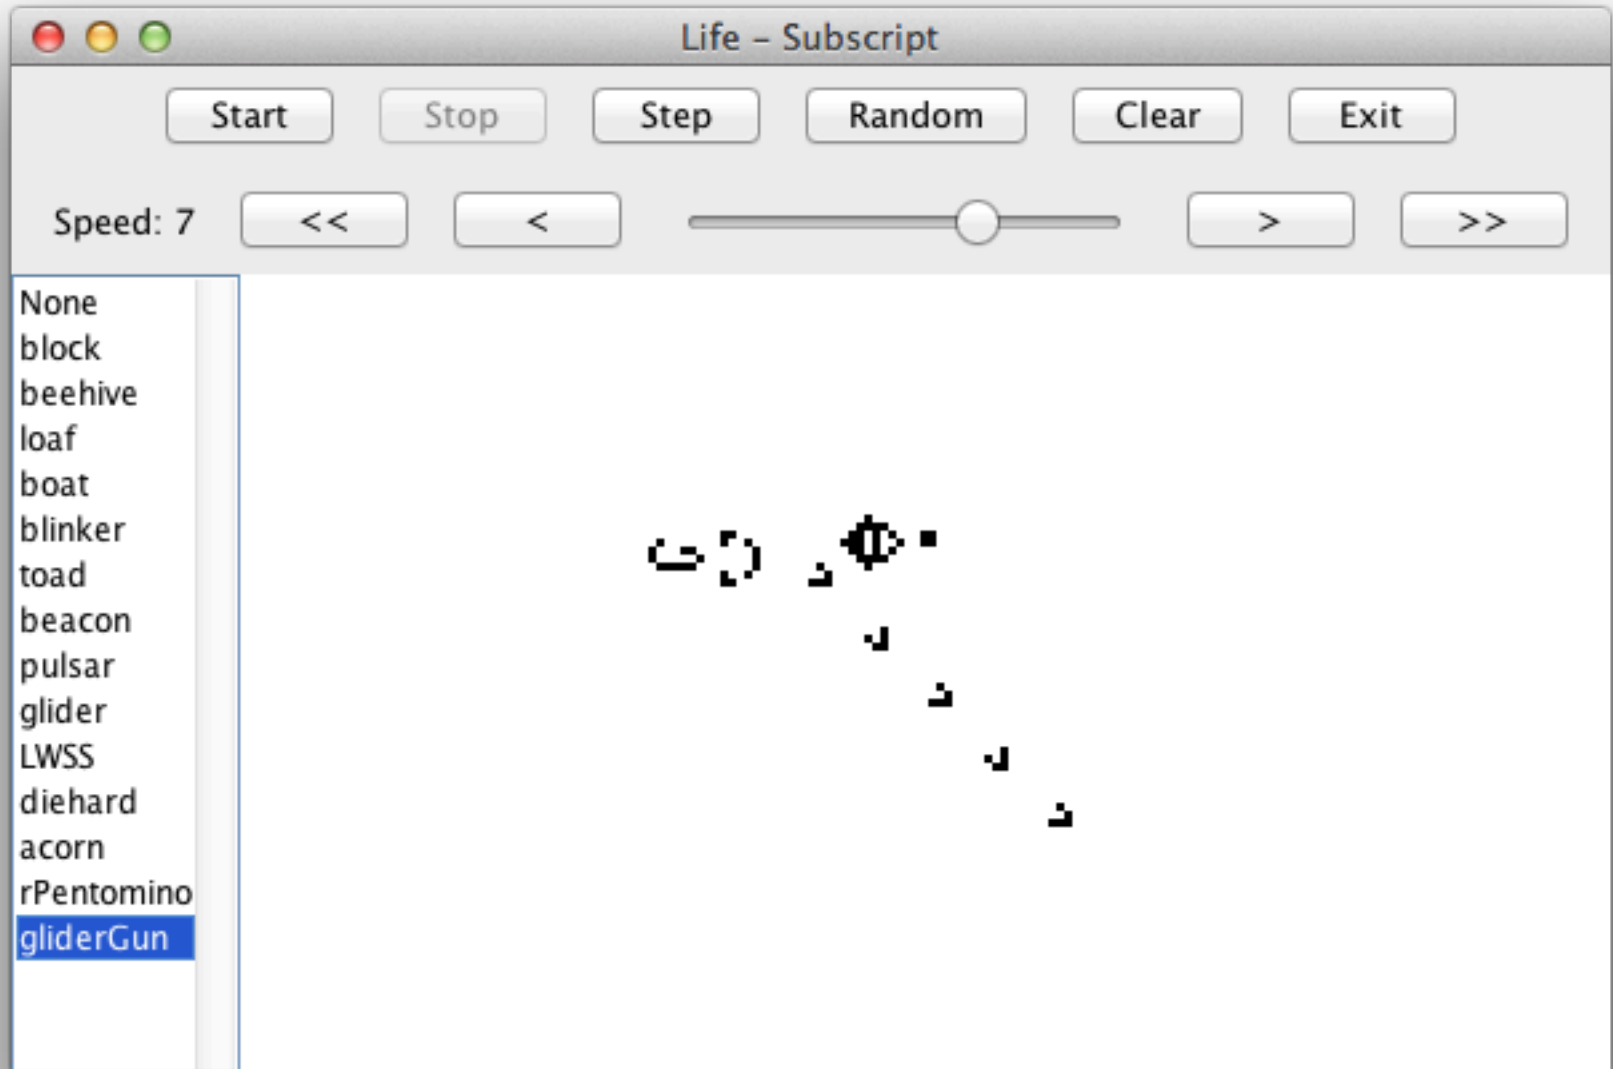 Life – Subscript
Start Stop Step Random Clear Exit
Speed: 7 << < > >>
None
block
beehive
loaf
boat
blinker
toad
beacon
pulsar
glider
LWSS
diehard
acorn
rPentomino
gliderGun